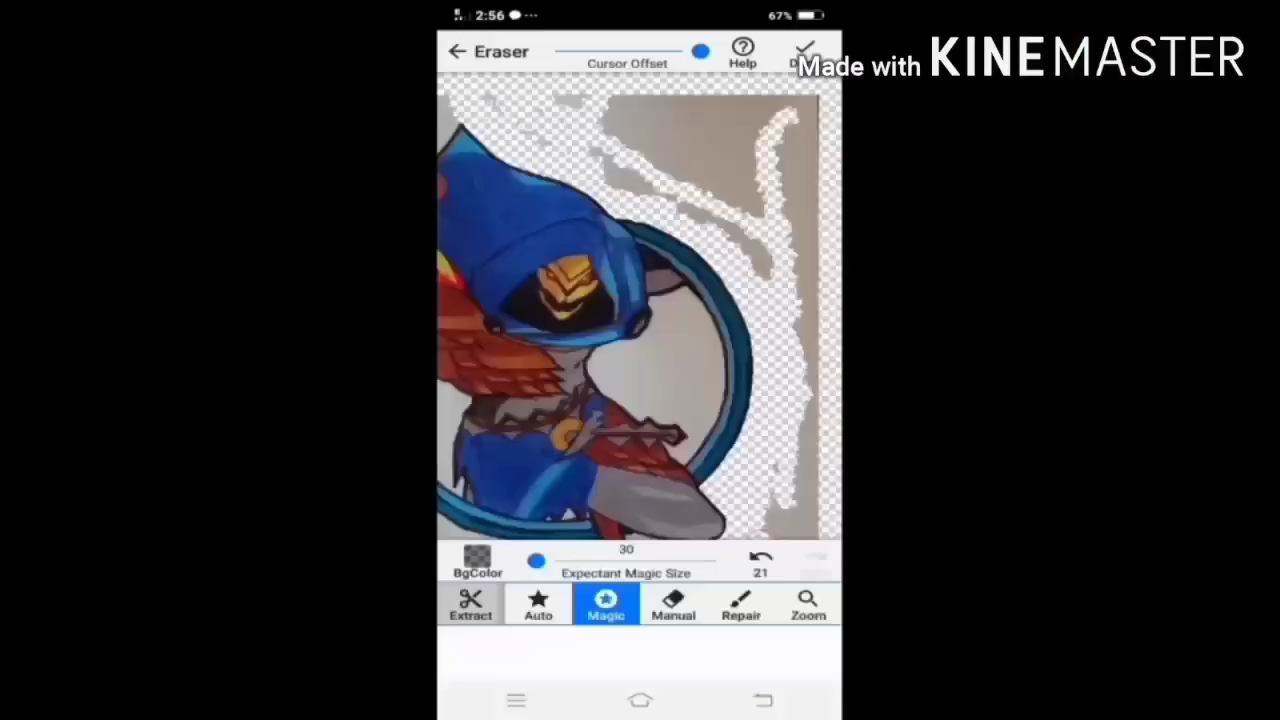 2:56
67%
Eraser
Cursor Offset
Help
Made with KINEMASTER
30
BgColor
Expectant Magic Size
21
Extract
Auto
Magic
Manual
Repair
Zoom